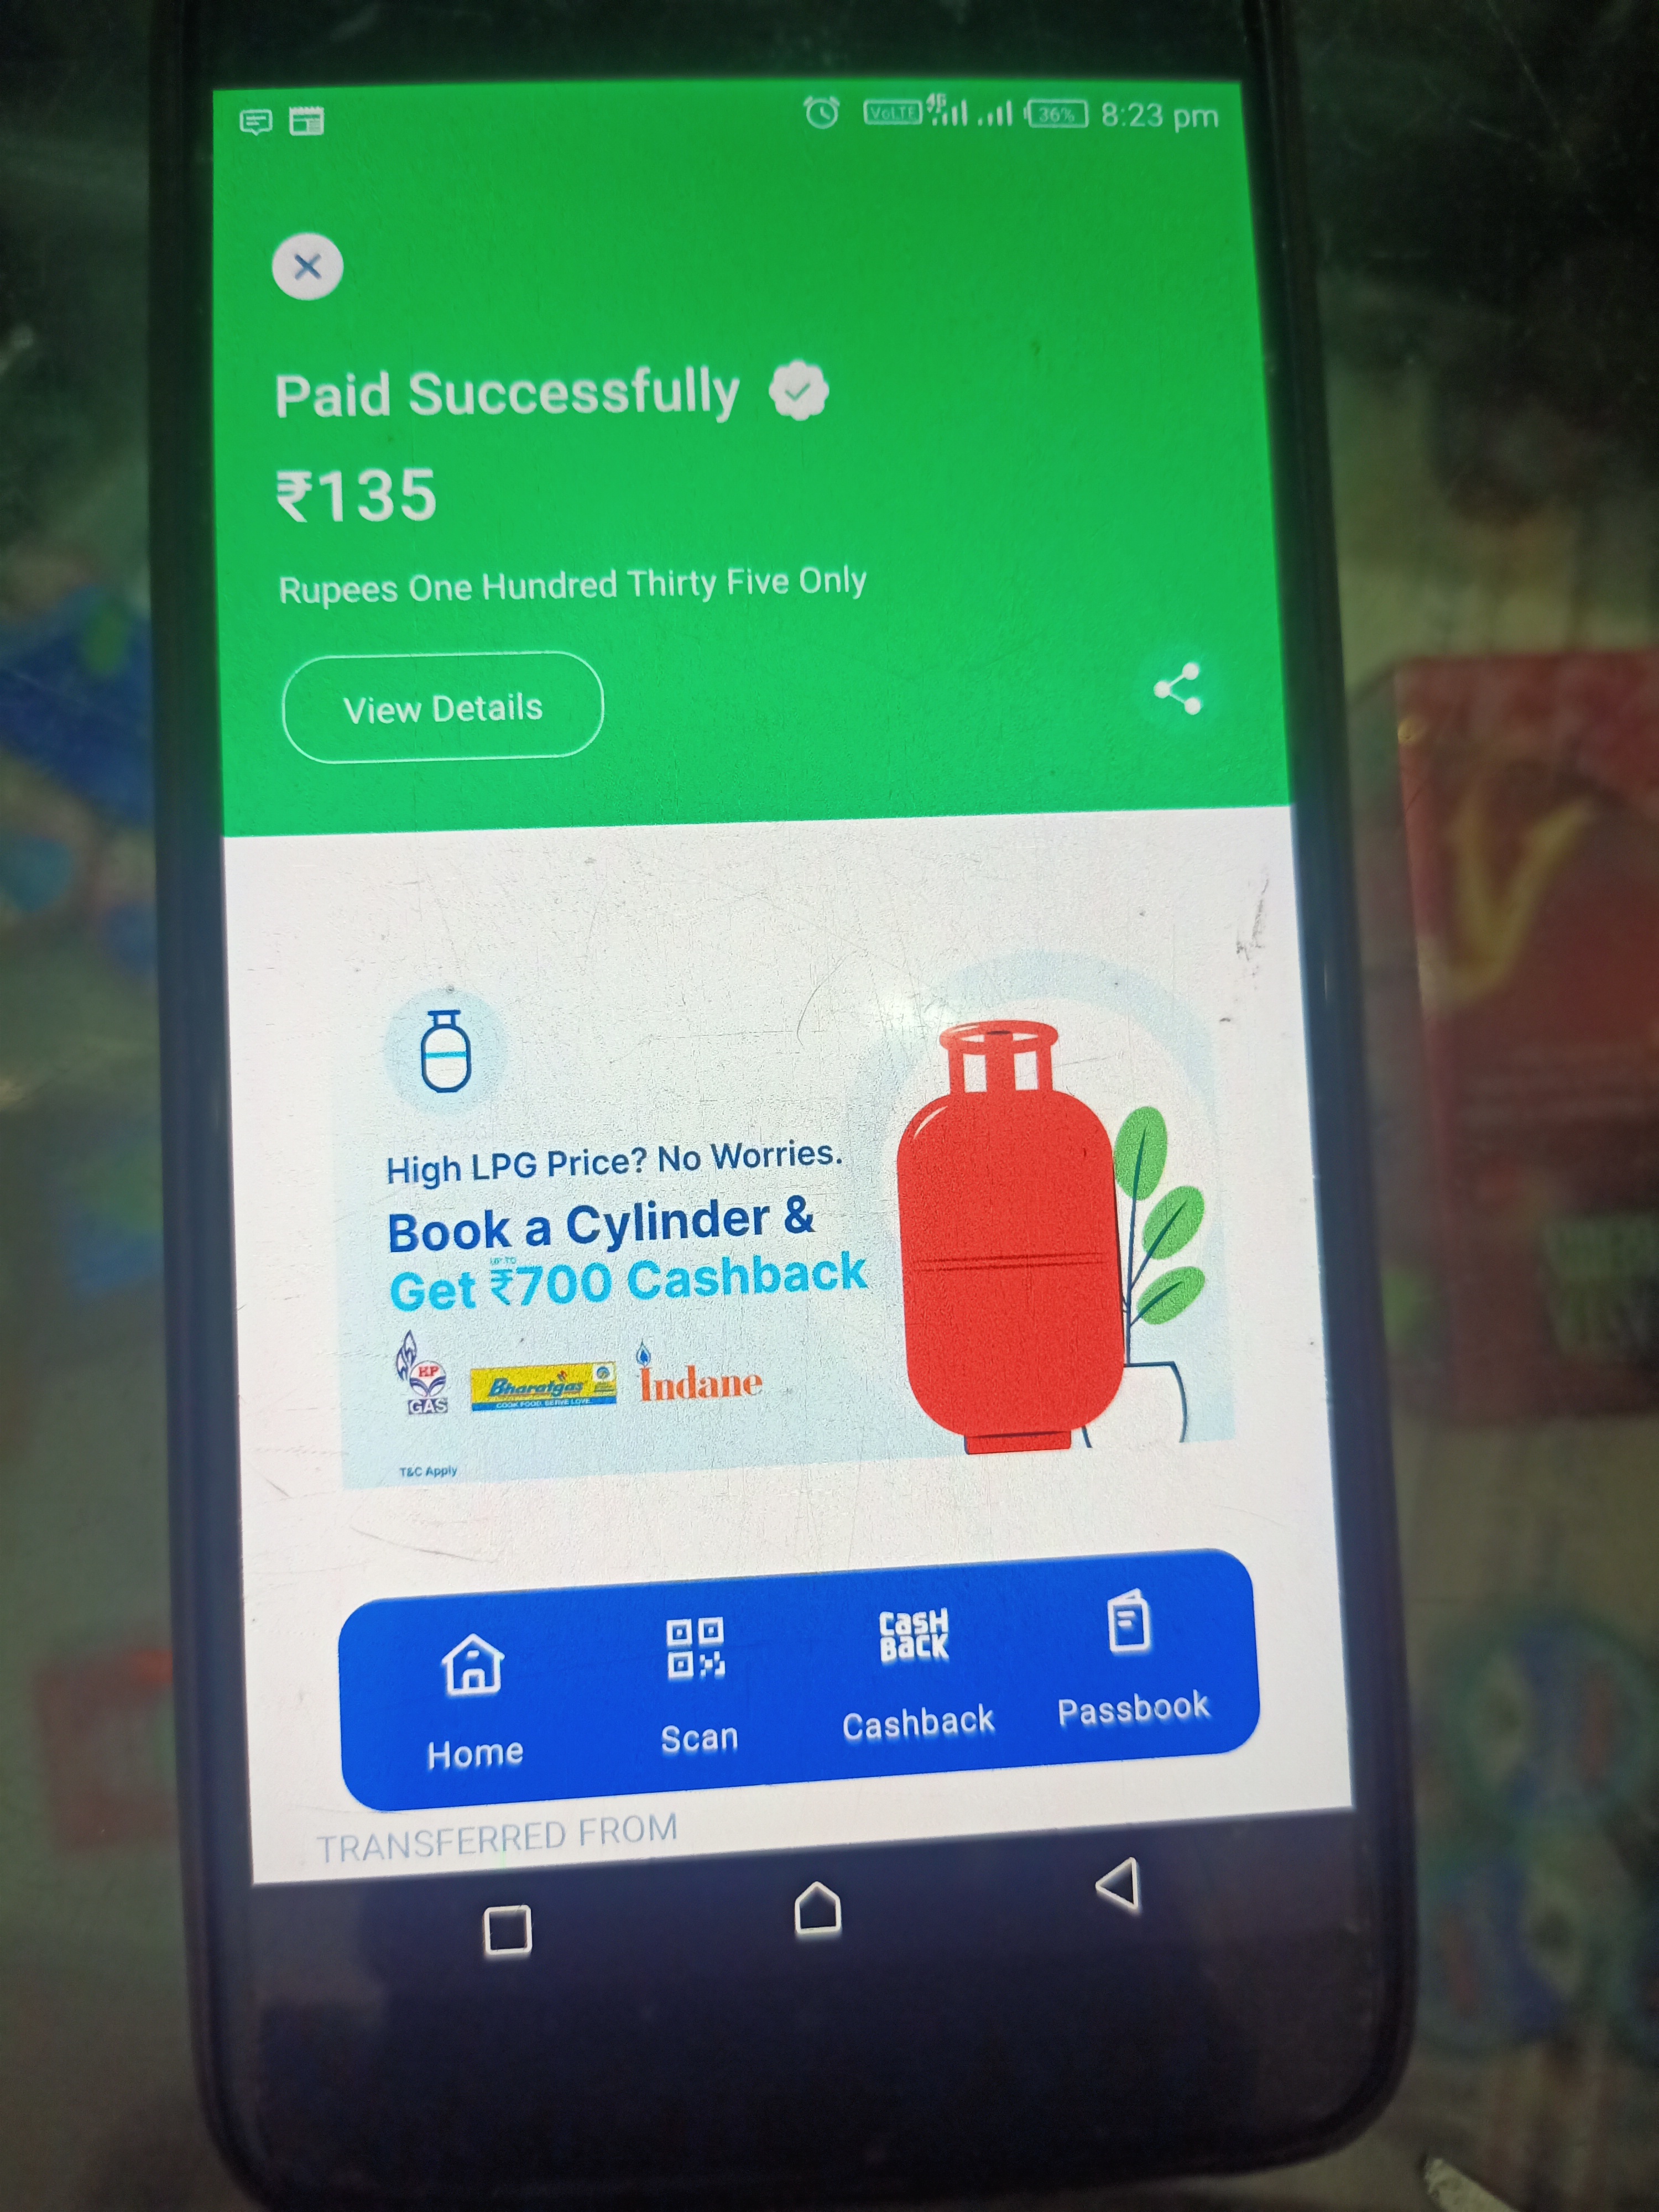 VoLTE 4G 36% 8:23 pm
Paid Successfully
₹135
Rupees One Hundred Thirty Five Only
View Details
High LPG Price? No Worries.
Book a Cylinder &
UP TO
Get ₹700 Cashback
HP
GAS
Bharatgas
COOK FOOD. SERVE LOVE.
Indane
T&C Apply
CASH
BACK
Home Scan Cashback Passbook
TRANSFERRED FROM